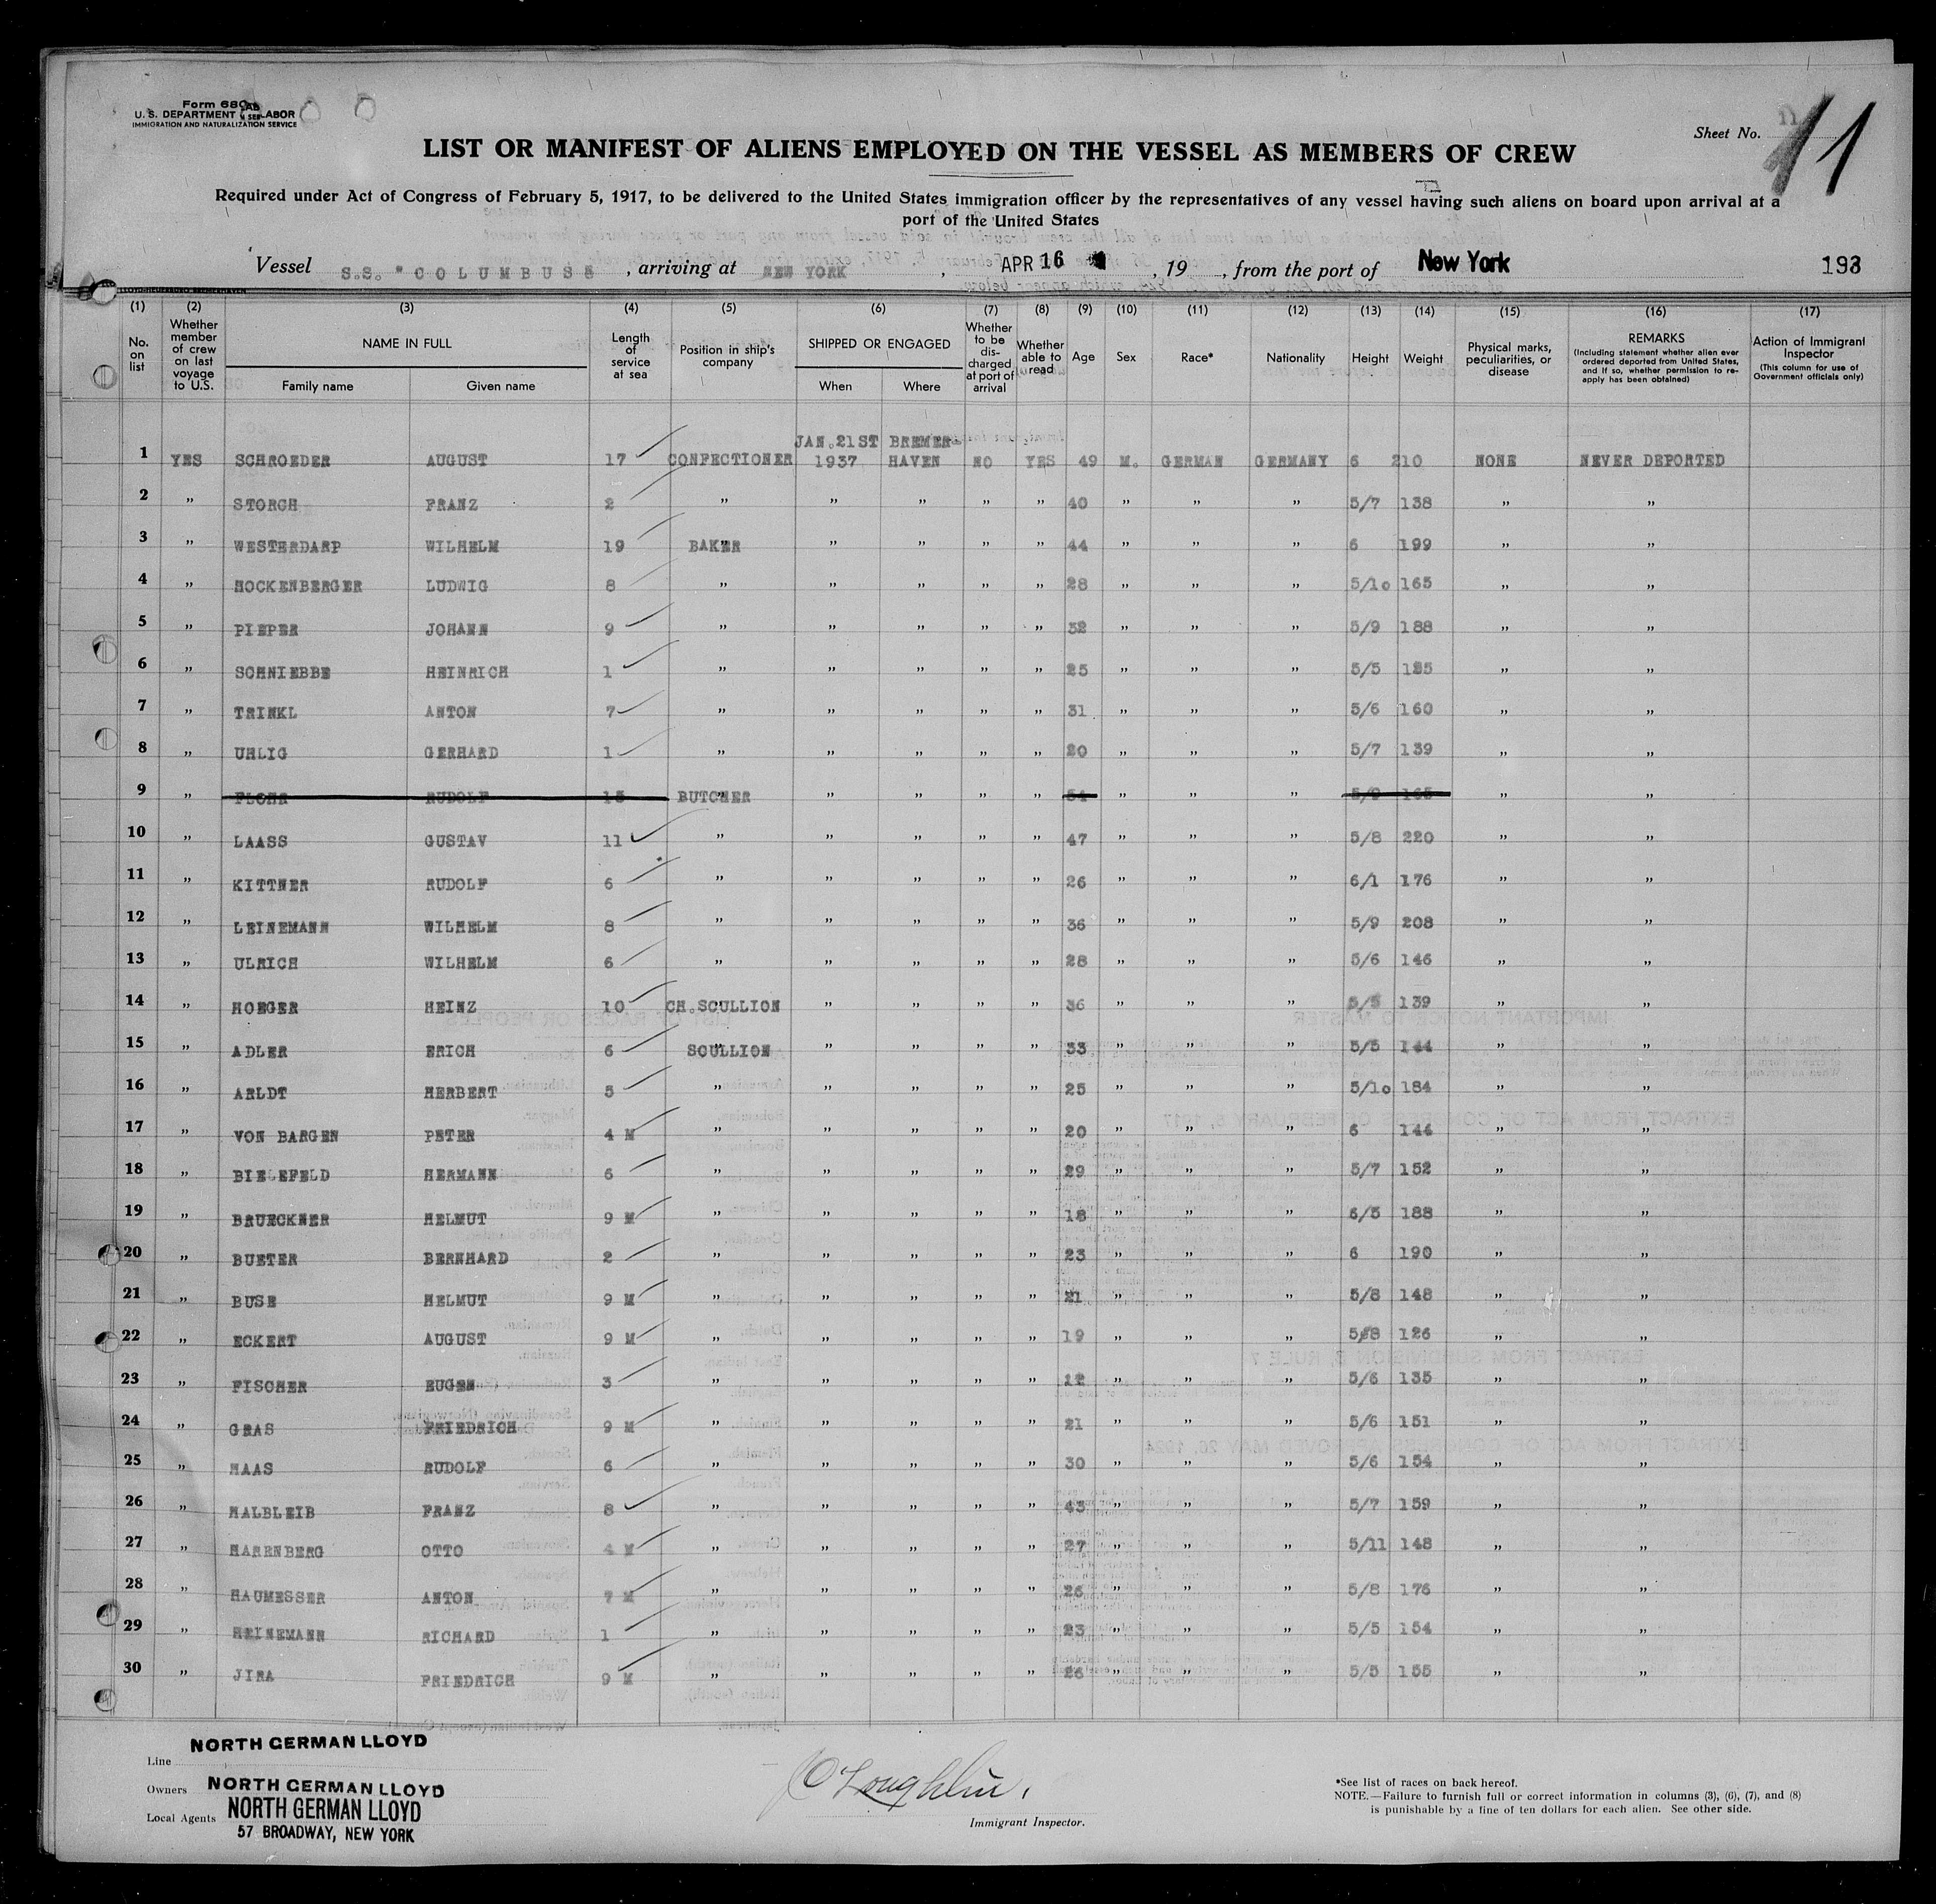 Form 680
U.S. DEPARTMENT OF LABOR
IMMIGRATION AND NATURALIZATION SERVICE
Sheet No. 11
LIST OR MANIFEST OF ALIENS EMPLOYED ON THE VESSEL AS MEMBERS OF CREW
Required under Act of Congress of February 5, 1917, to be delivered to the United States immigration officer by the representatives of any vessel having such aliens on board upon arrival at a
port of the United States
Vessel S.S. "COLUMBUS" , arriving at NEW YORK , APR 16 , 19 , from the port of New York 193
(1) (2) (3) (4) (5) (6) (7) (8) (9) (10) (11) (12) (13) (14) (15) (16) (17)
No. on list Whether member of crew on last voyage to U.S. NAME IN FULL Family name Given name Length of service at sea Position in ship's company SHIPPED OR ENGAGED When Where Whether to be discharged at port of arrival Whether able to read Age Sex Race* Nationality Height Weight Physical marks, peculiarities, or disease REMARKS (Including statement whether alien ever ordered deported from United States, and if so, whether permission to re-apply has been obtained) Action of Immigrant Inspector (This column for use of Government officials only)
1 YES SCHROEDER AUGUST 17 CONFECTIONER JAN.21ST 1937 BREMER-HAVEN NO YES 49 M. GERMAN GERMANY 6 210 NONE NEVER DEPORTED
2 " STORCH FRANZ 2 " " " " " 40 " " " 5/7 138 " "
3 " WESTERDARP WILHELM 19 BAKER " " " " 44 " " " 6 199 " "
4 " HOCKENBERGER LUDWIG 8 " " " " " 28 " " " 5/10 165 " "
5 " PIEPER JOHANN 9 " " " " " 32 " " " 5/9 188 " "
6 " SCHNIEBBE HEINRICH 1 " " " " " 25 " " " 5/5 125 " "
7 " TRINKL ANTON 7 " " " " " 31 " " " 5/6 160 " "
8 " UHLIG GERHARD 1 " " " " " 20 " " " 5/7 139 " "
9 " FLOHR RUDOLF 15 BUTCHER " " " " 54 " " " 5/9 165 " "
10 " LAASS GUSTAV 11 " " " " " 47 " " " 5/8 220 " "
11 " KITTNER RUDOLF 6 " " " " " 26 " " " 6/1 176 " "
12 " LEINEMANN WILHELM 8 " " " " " 36 " " " 5/9 208 " "
13 " ULRICH WILHELM 6 " " " " " 28 " " " 5/6 146 " "
14 " HOEGER HEINZ 10 CH.SCULLION " " " " 36 " " " 5/5 139 " "
15 " ADLER ERICH 6 SCULLION " " " " 33 " " " 5/5 144 " "
16 " ARLDT HERBERT 5 " " " " " 25 " " " 5/10 184 " "
17 " VON BARGEN PETER 4 M " " " " " 20 " " " 6 144 " "
18 " BIELEFELD HERMANN 6 " " " " " 29 " " " 5/7 152 " "
19 " BRUECKNER HELMUT 9 M " " " " " 18 " " " 6/3 188 " "
20 " BUETER BERNHARD 2 " " " " " 23 " " " 6 190 " "
21 " BUSE HELMUT 9 M " " " " " 21 " " " 5/8 148 " "
22 " ECKERT AUGUST 9 M " " " " " 19 " " " 5/8 126 " "
23 " FISCHER EUGEN 3 " " " " " " " " 5/6 135 " "
24 " GRAS FRIEDRICH 9 M " " " " " 21 " " " 5/6 151 " "
25 " HAAS RUDOLF 6 " " " " " 30 " " " 5/6 154 " "
26 " HALBLEIB FRANZ 8 " " " " " 43 " " " 5/7 159 " "
27 " HARENBERG OTTO 4 M " " " " " 27 " " " 5/11 148 " "
28 " HAUMESSER ANTON 7 M " " " " " 26 " " " 5/8 176 " "
29 " HEINEMANN RICHARD 1 " " " " " 23 " " " 5/5 154 " "
30 " JIRA FRIEDRICH 9 M " " " " " 26 " " " 5/5 155 " "
Line NORTH GERMAN LLOYD
Owners NORTH GERMAN LLOYD
Local Agents NORTH GERMAN LLOYD
57 BROADWAY, NEW YORK
O'Loughlin
Immigrant Inspector.
*See list of races on back hereof.
NOTE.—Failure to furnish full or correct information in columns (3), (6), (7), and (8)
is punishable by a fine of ten dollars for each alien. See other side.